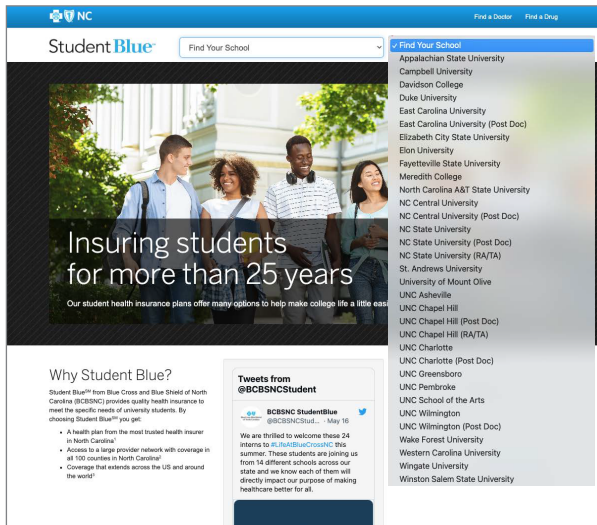 NC
Find a Doctor Find a Drug
Student Blue℠
Find Your School
✓ Find Your School
Appalachian State University
Campbell University
Davidson College
Duke University
East Carolina University
East Carolina University (Post Doc)
Elizabeth City State University
Elon University
Fayetteville State University
Meredith College
North Carolina A&T State University
NC Central University
NC Central University (Post Doc)
NC State University
NC State University (Post Doc)
NC State University (RA/TA)
St. Andrews University
University of Mount Olive
UNC Asheville
UNC Chapel Hill
UNC Chapel Hill (Post Doc)
UNC Chapel Hill (RA/TA)
UNC Charlotte
UNC Charlotte (Post Doc)
UNC Greensboro
UNC Pembroke
UNC School of the Arts
UNC Wilmington
UNC Wilmington (Post Doc)
Wake Forest University
Western Carolina University
Wingate University
Winston Salem State University
Insuring students
for more than 25 years
Our student health insurance plans offer many options to help make college life a little easi
Why Student Blue?
Student Blue℠ from Blue Cross and Blue Shield of North
Carolina (BCBSNC) provides quality health insurance to
meet the specific needs of university students. By
choosing Student Blue℠ you get:
• A health plan from the most trusted health insurer
in North Carolina¹
• Access to a large provider network with coverage in
all 100 counties in North Carolina²
• Coverage that extends across the US and around
the world³
Tweets from
@BCBSNCStudent
BCBSNC StudentBlue
@BCBSNCStud... · May 16
We are thrilled to welcome these 24
interns to #LifeAtBlueCrossNC this
summer. These students are joining us
from 14 different schools across our
state and we know each of them will
directly impact our purpose of making
healthcare better for all.